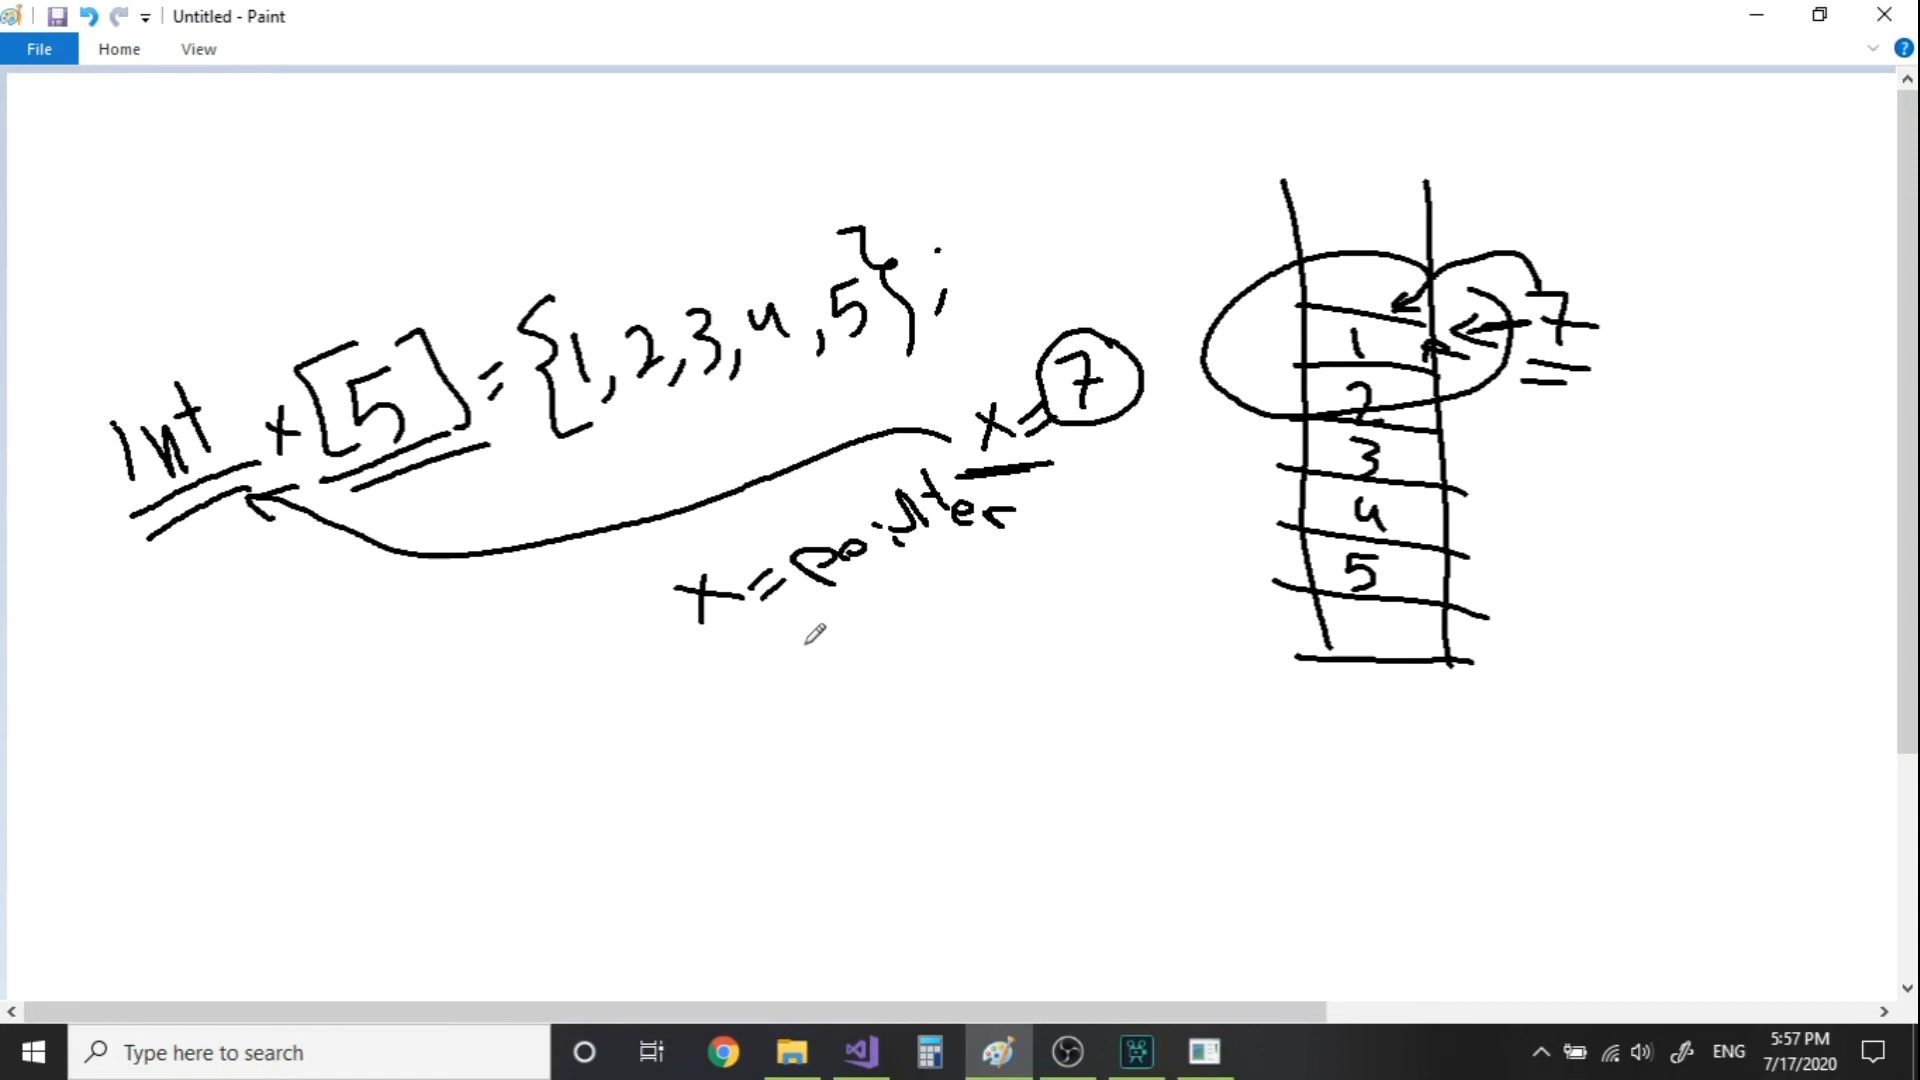 Untitled - Paint
File Home View
int x [5] = {1, 2, 3, 4, 5};
x = 7
x = pointer
7
1
2
3
4
5
Type here to search
ENG
5:57 PM
7/17/2020